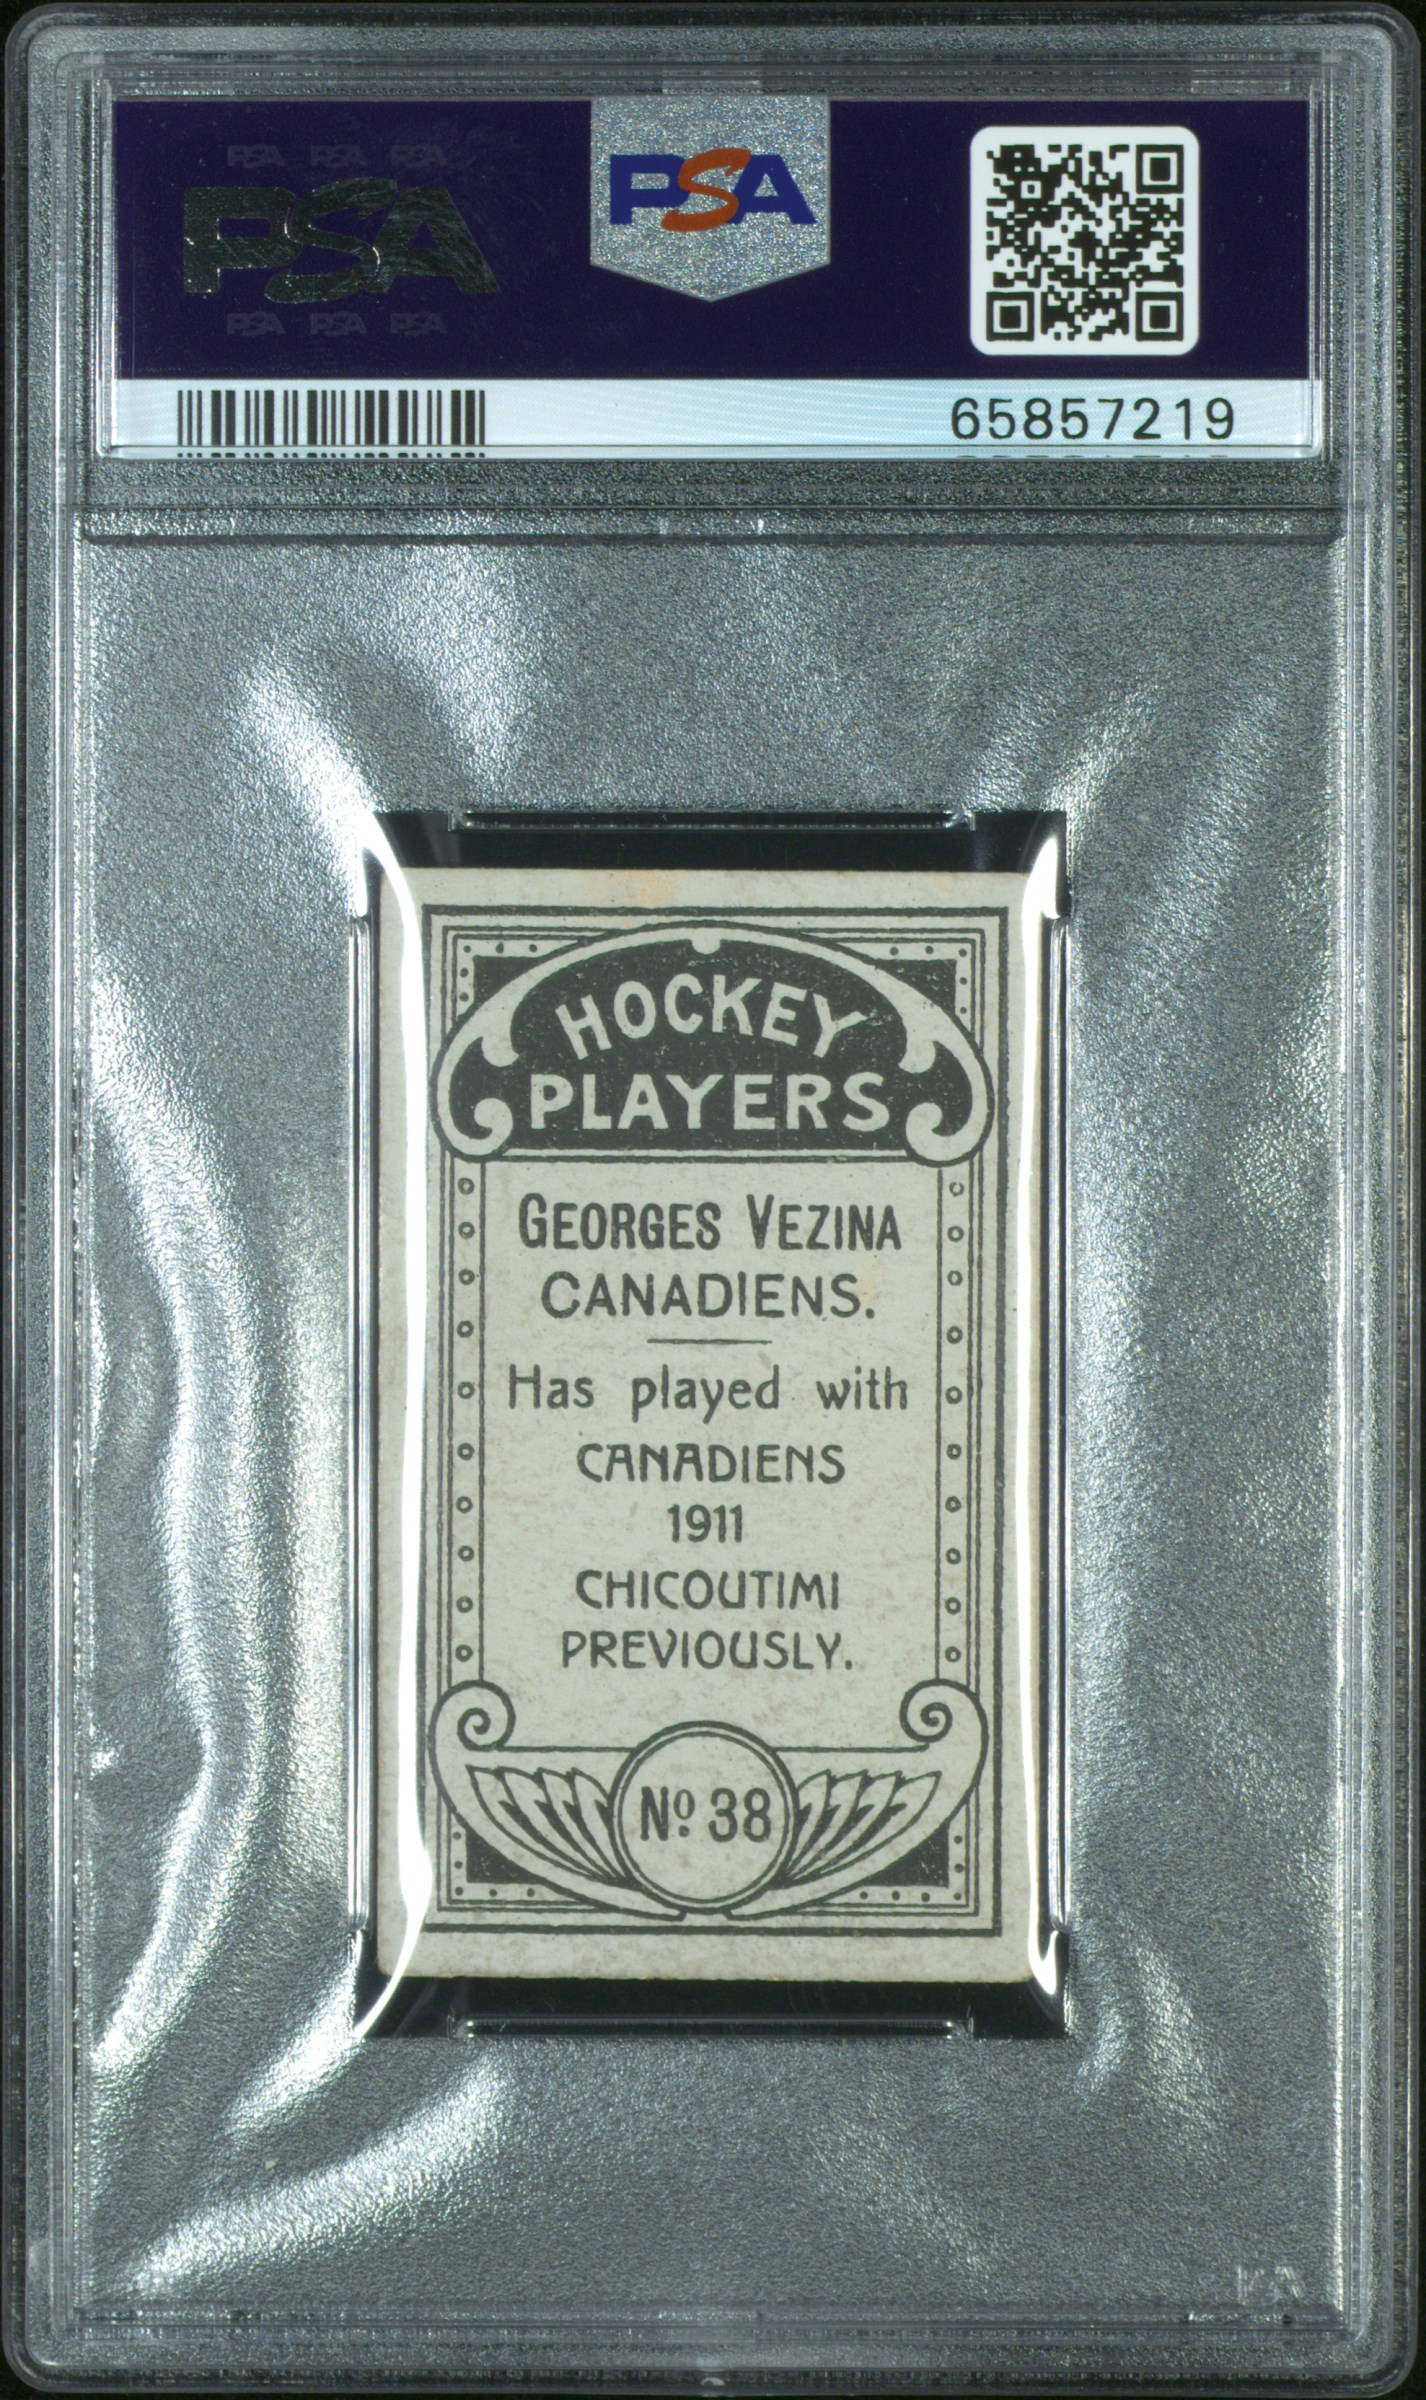 PSA PSA PSA
PSA
PSA PSA PSA
PSA
65857219
HOCKEY
PLAYERS
GEORGES VEZINA
CANADIENS.
Has played with
CANADIENS
1911
CHICOUTIMI
PREVIOUSLY.
Nº 38